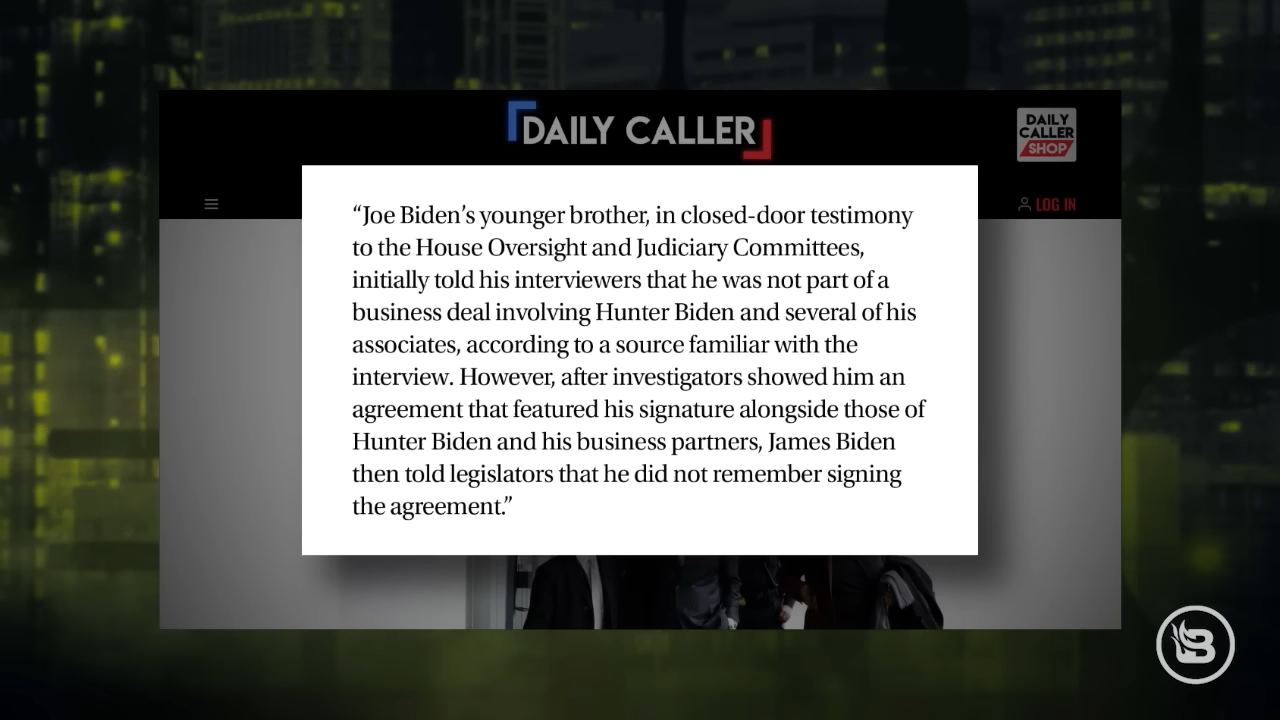 DAILY CALLER
DAILY
CALLER
SHOP
LOG IN
“Joe Biden’s younger brother, in closed-door testimony
to the House Oversight and Judiciary Committees,
initially told his interviewers that he was not part of a
business deal involving Hunter Biden and several of his
associates, according to a source familiar with the
interview. However, after investigators showed him an
agreement that featured his signature alongside those of
Hunter Biden and his business partners, James Biden
then told legislators that he did not remember signing
the agreement.”
B